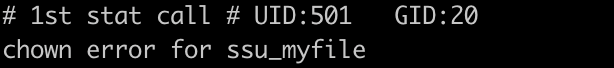 # 1st stat call # UID:501   GID:20
chown error for ssu_myfile